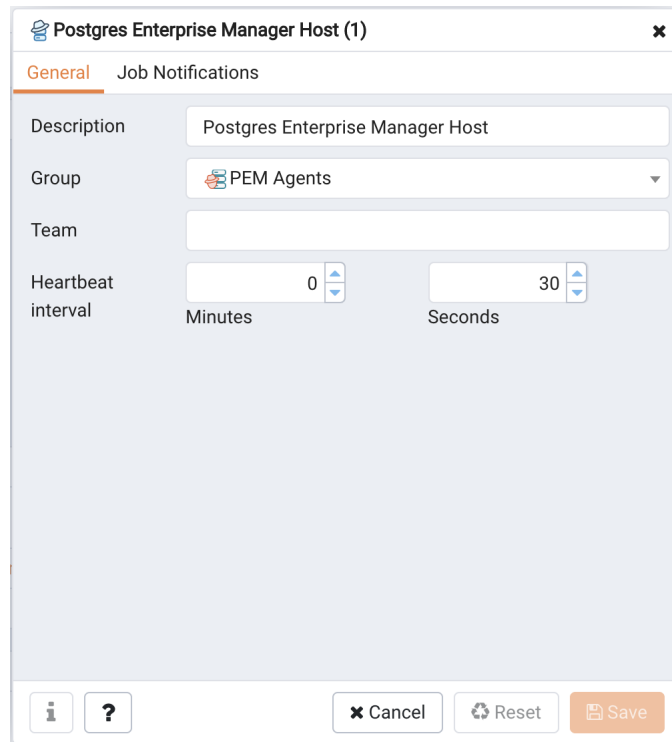 Postgres Enterprise Manager Host (1)
General Job Notifications
Description Postgres Enterprise Manager Host
Group PEM Agents
Team
Heartbeat interval 0 30
Minutes Seconds
i ? Cancel Reset Save